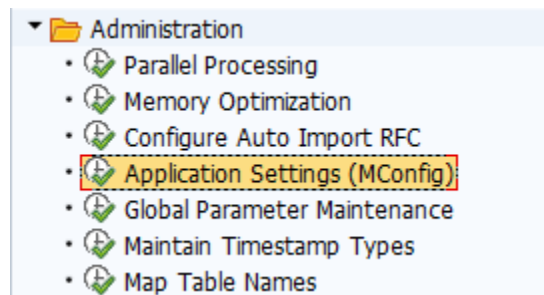 Administration
Parallel Processing
Memory Optimization
Configure Auto Import RFC
Application Settings (MConfig)
Global Parameter Maintenance
Maintain Timestamp Types
Map Table Names